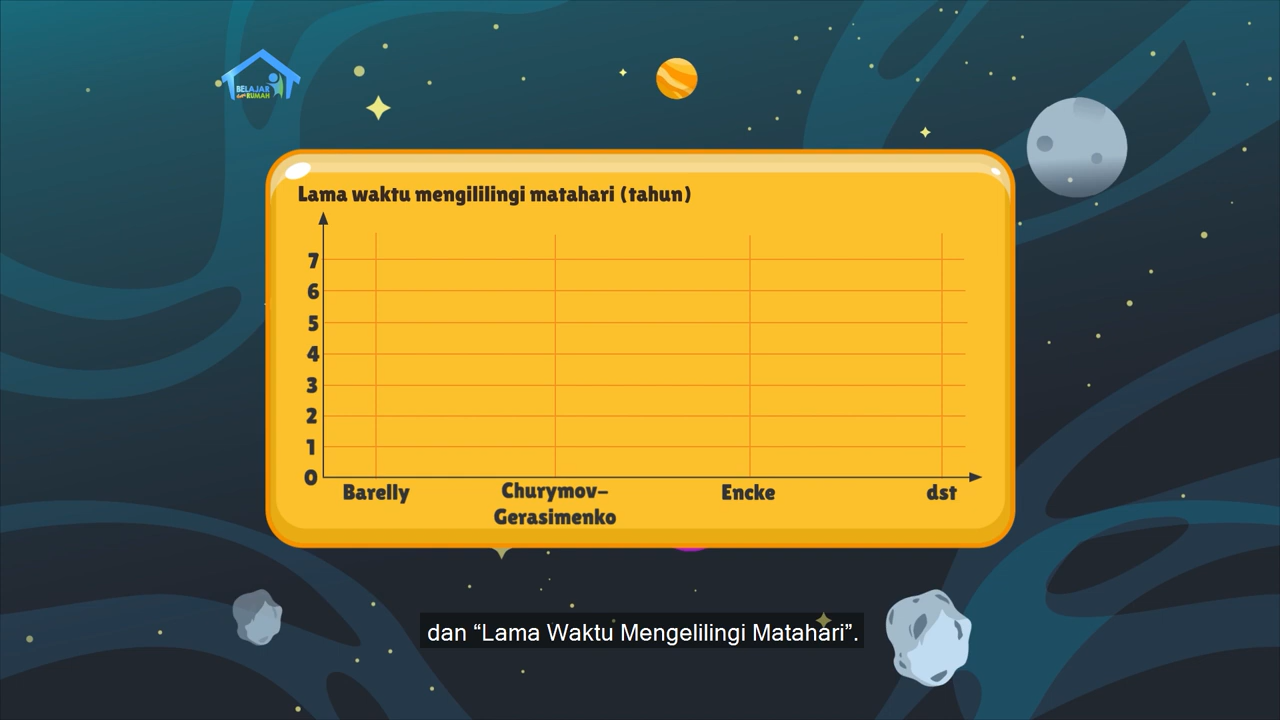 BELAJAR
dari RUMAH
Lama waktu mengililingi matahari (tahun)
7
6
5
4
3
2
1
0
Barelly
Churymov-
Gerasimenko
Encke
dst
dan “Lama Waktu Mengelilingi Matahari”.